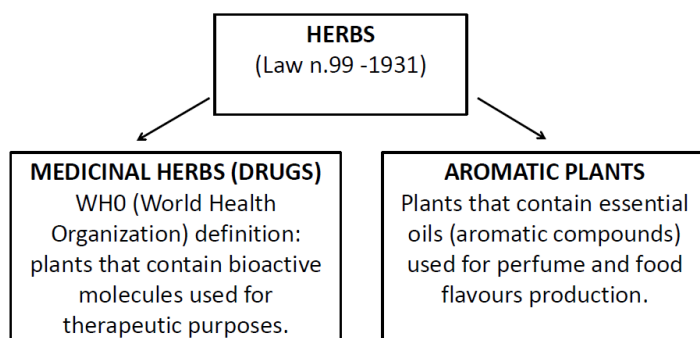 HERBS
(Law n.99 -1931)
MEDICINAL HERBS (DRUGS)
WH0 (World Health
Organization) definition:
plants that contain bioactive
molecules used for
therapeutic purposes.
AROMATIC PLANTS
Plants that contain essential
oils (aromatic compounds)
used for perfume and food
flavours production.